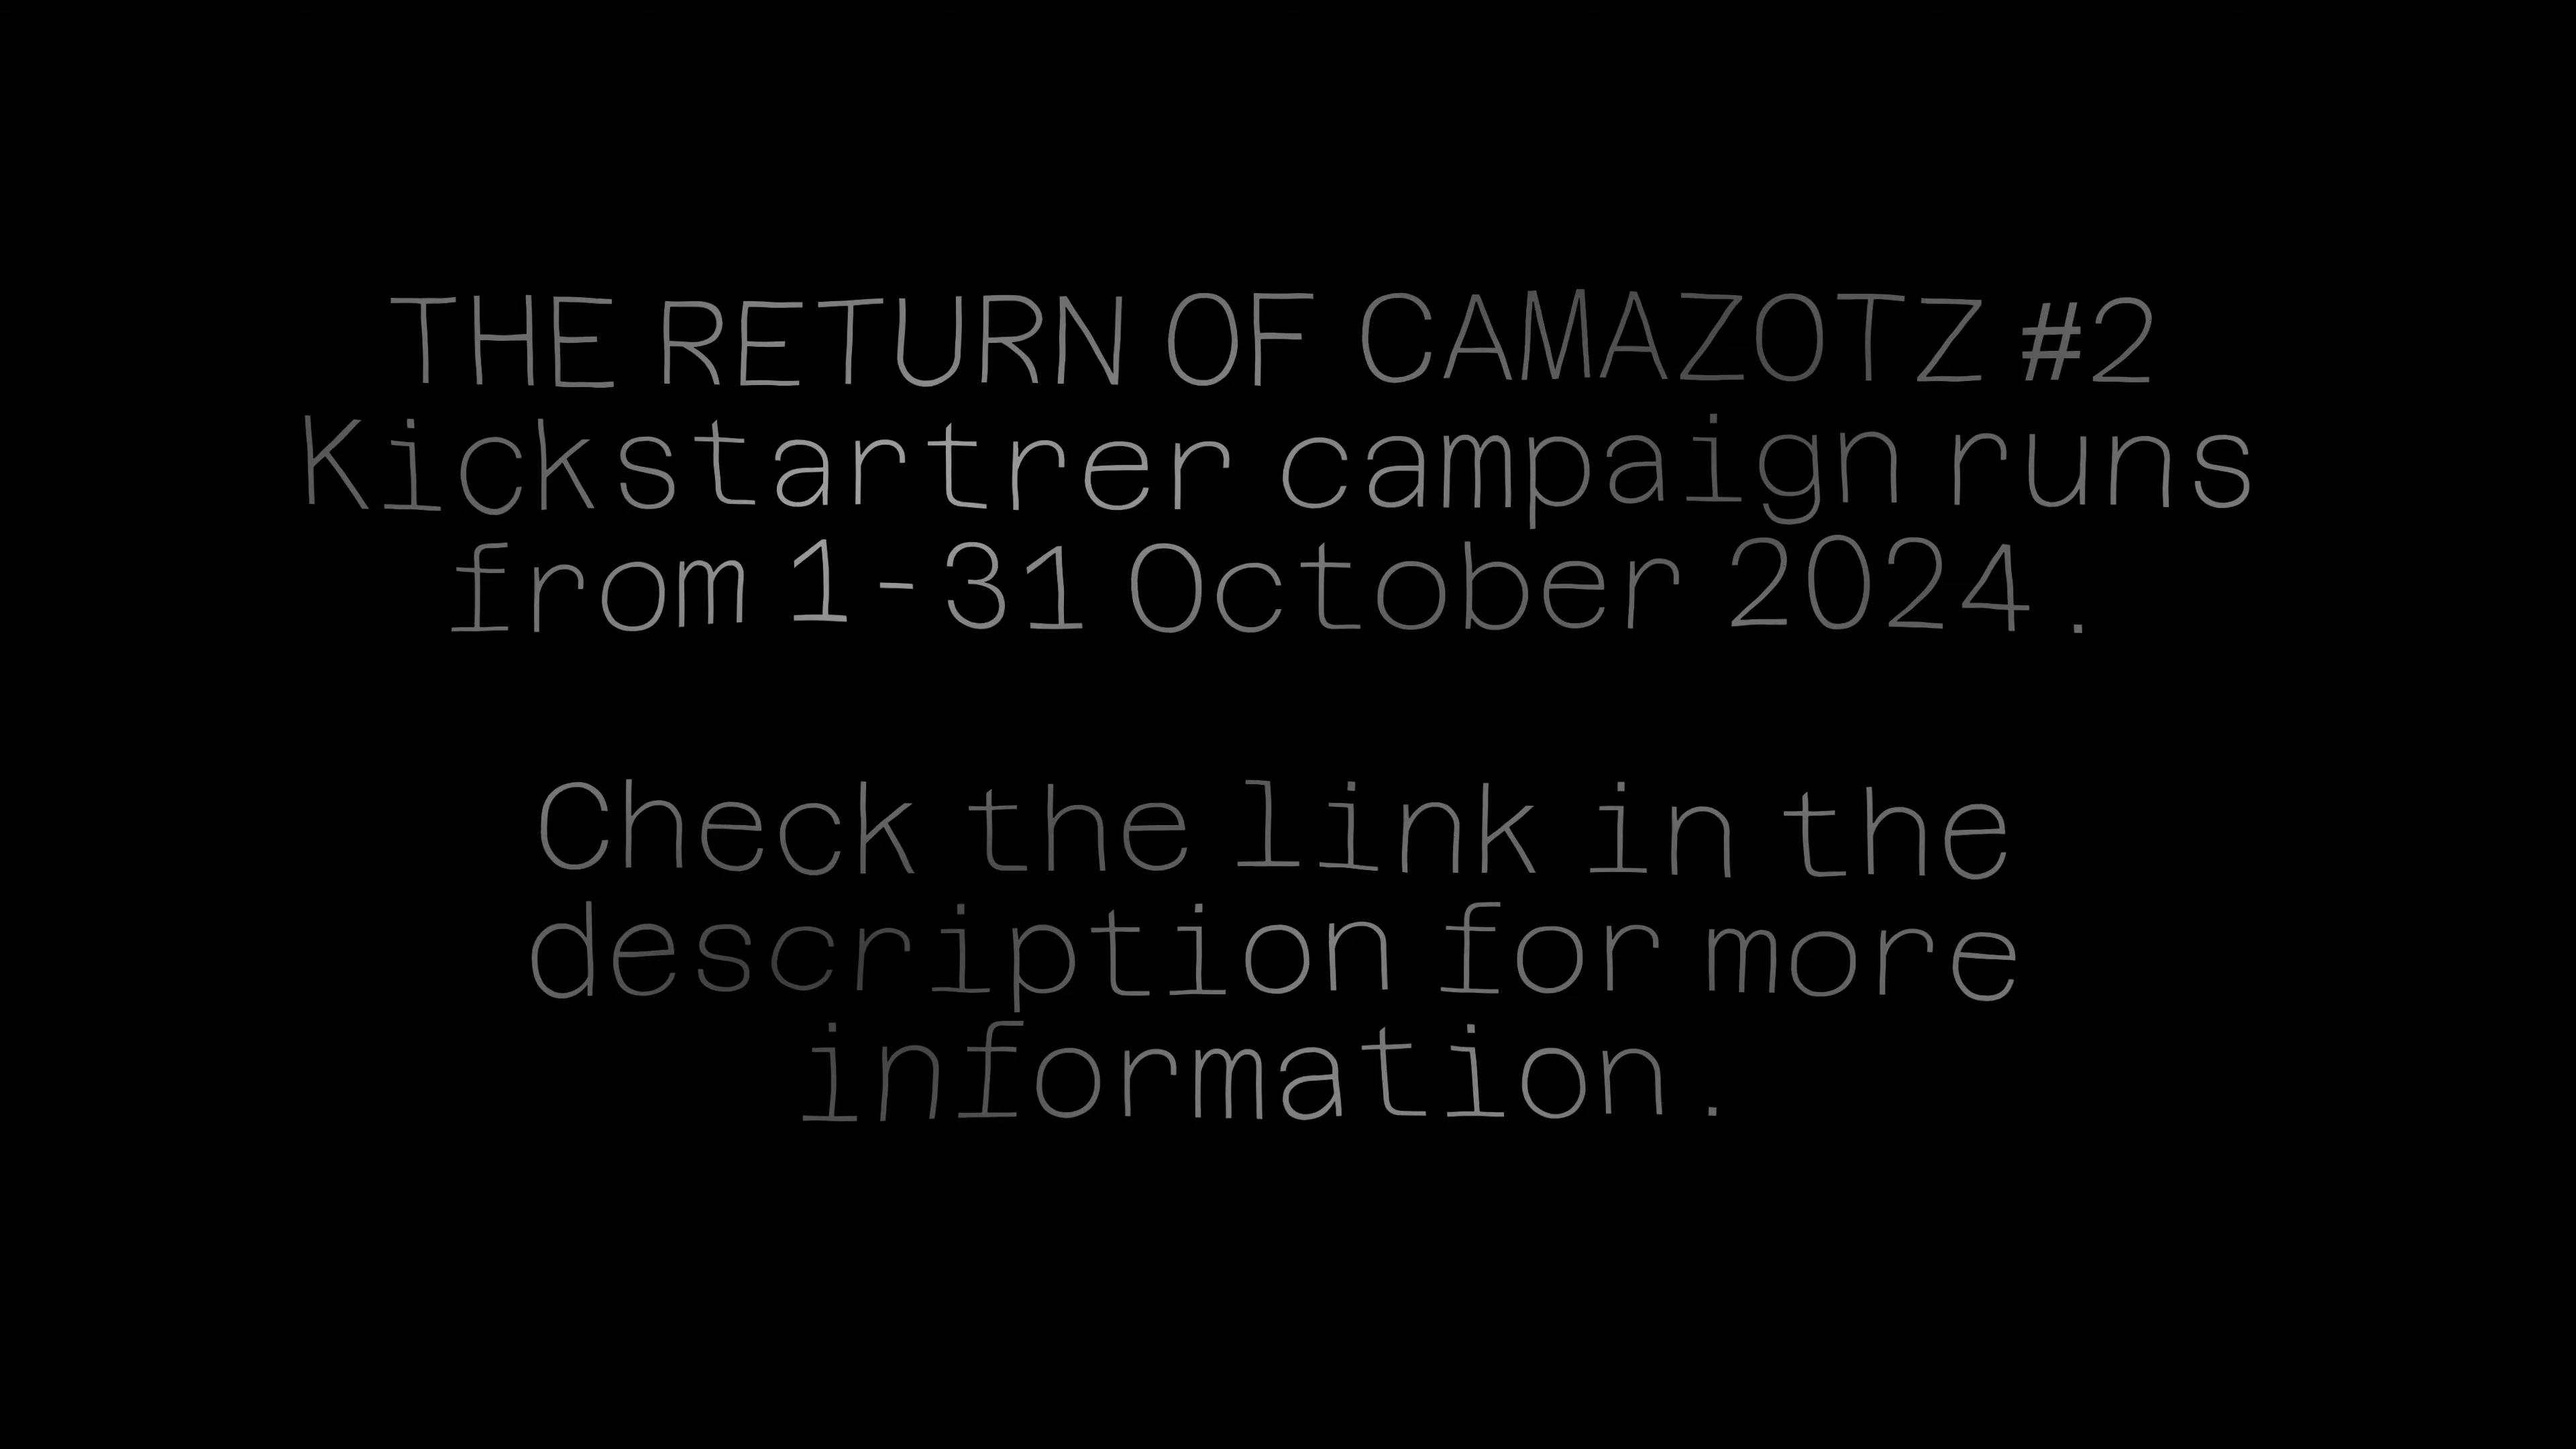 THE RETURN OF CAMAZOTZ #2
Kickstartrer campaign runs
from 1-31 October 2024.
Check the link in the
description for more
information.